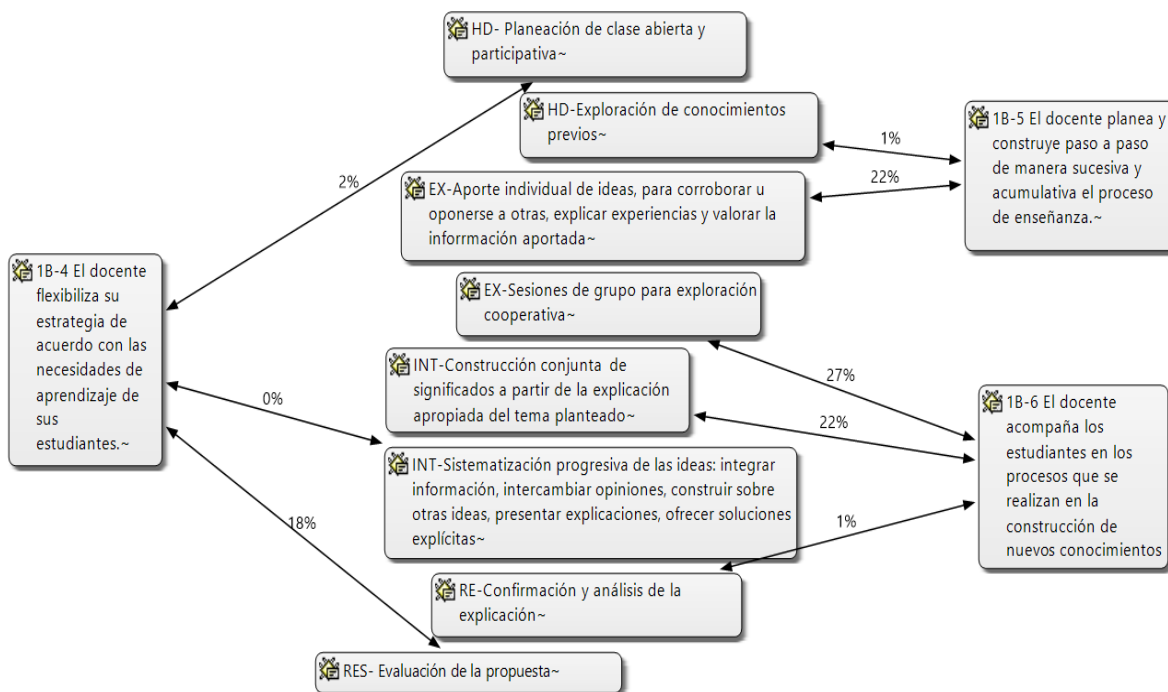 HD- Planeación de clase abierta y
participativa~
HD-Exploración de conocimientos
previos~
1B-5 El docente planea y
construye paso a paso
de manera sucesiva y
acumulativa el proceso
de enseñanza.~
1%
22%
2%
EX-Aporte individual de ideas, para corroborar u
oponerse a otras, explicar experiencias y valorar la
inforrmación aportada~
1B-4 El docente
flexibiliza su
estrategia de
acuerdo con las
necesidades de
aprendizaje de
sus
estudiantes.~
EX-Sesiones de grupo para exploración
cooperativa~
27%
INT-Construcción conjunta de
significados a partir de la explicación
apropiada del tema planteado~
0%
22%
1B-6 El docente
acompaña los
estudiantes en los
procesos que se
realizan en la
construcción de
nuevos conocimientos
INT-Sistematización progresiva de las ideas: integrar
información, intercambiar opiniones, construir sobre
otras ideas, presentar explicaciones, ofrecer soluciones
explícitas~
18%
1%
RE-Confirmación y análisis de la
explicación~
RES- Evaluación de la propuesta~